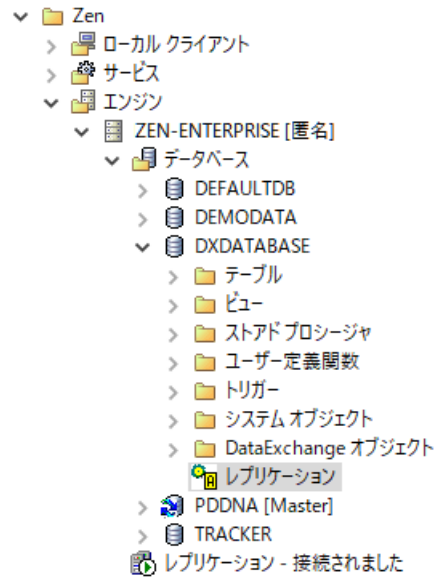 Zen
ローカル クライアント
サービス
エンジン
ZEN-ENTERPRISE [匿名]
データベース
DEFAULTDB
DEMODATA
DXDATABASE
テーブル
ビュー
ストアド プロシージャ
ユーザー定義関数
トリガー
システム オブジェクト
DataExchange オブジェクト
レプリケーション
PDDNA [Master]
TRACKER
レプリケーション - 接続されました